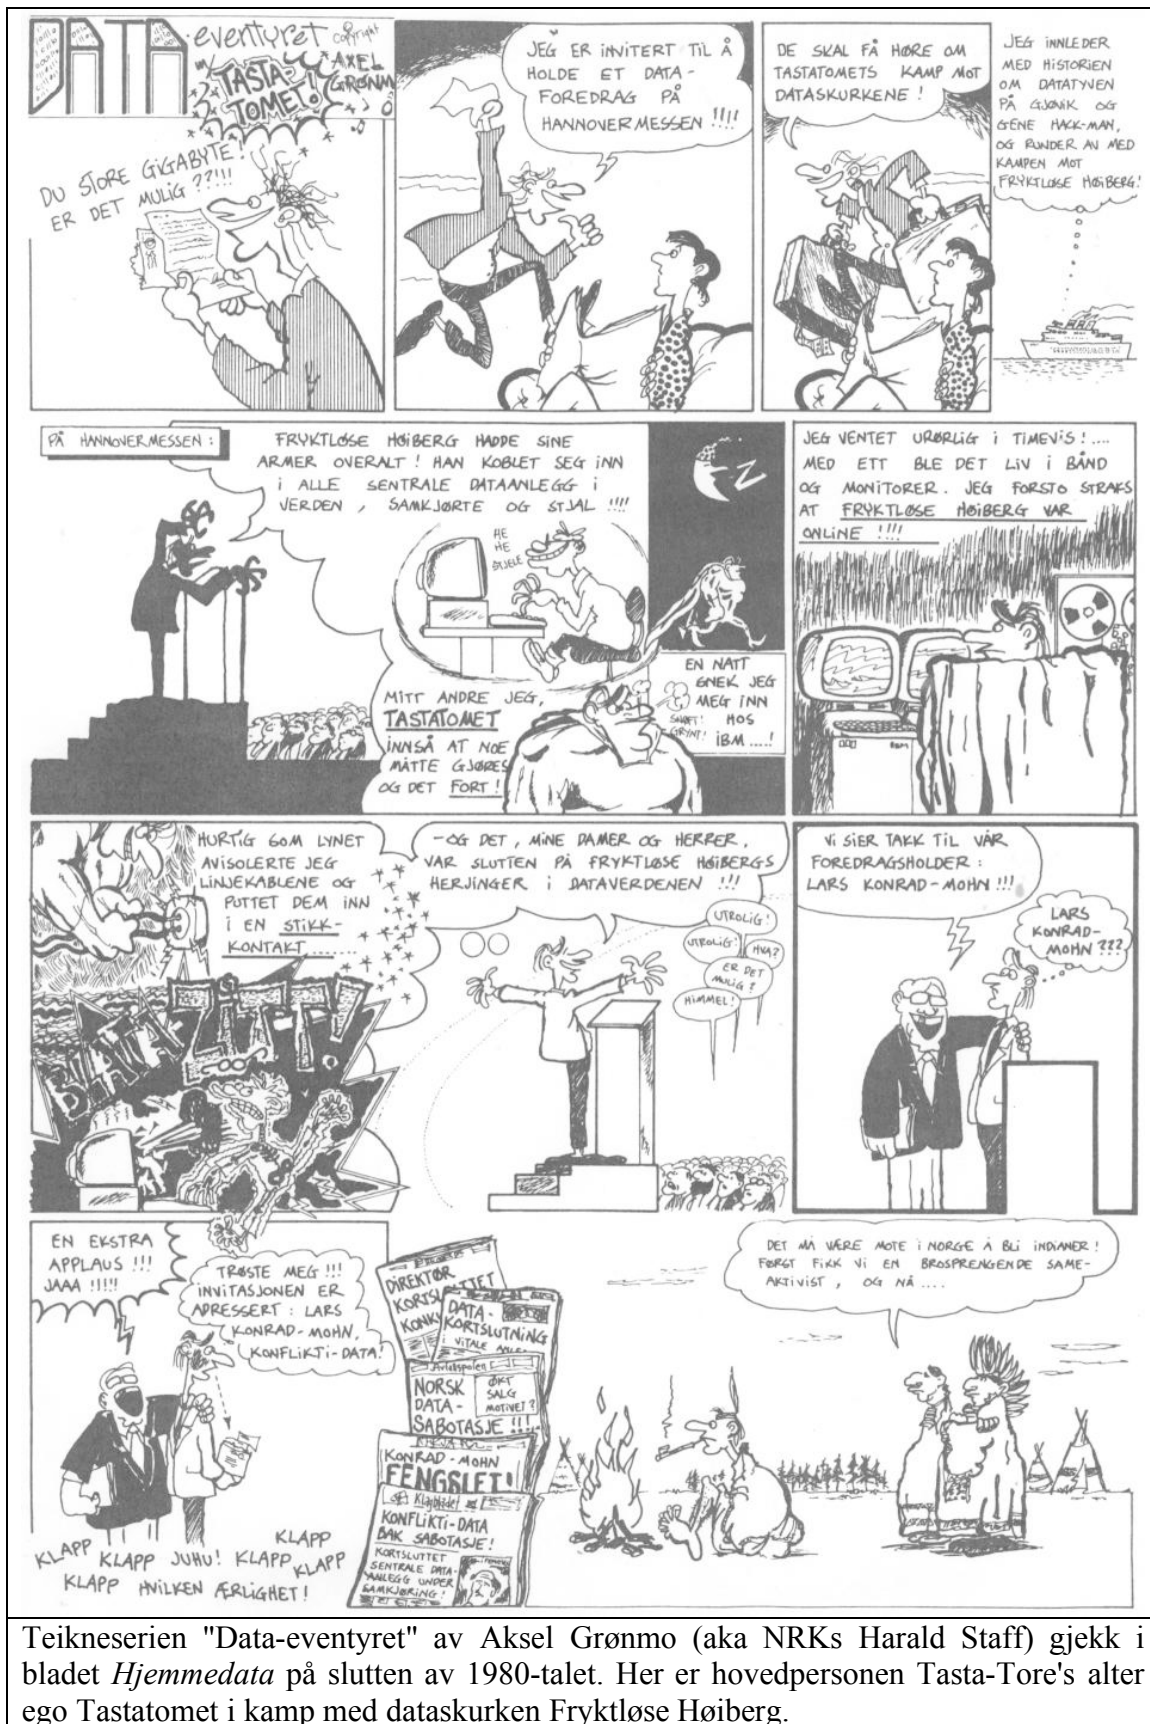 DATA
eventyret
copyright
AXEL
GRØNMO
m/
TASTA-
TOMET!
DU STORE GIGABYTE!
ER DET MULIG ??!!!
JEG ER INVITERT TIL Å
HOLDE ET DATA-
FOREDRAG PÅ
HANNOVERMESSEN !!!!
DE SKAL FÅ HØRE OM
TASTATOMETS KAMP MOT
DATASKURKENE !
JEG INNLEDER
MED HISTORIEN
OM DATATYVEN
PÅ GJØVIK OG
GENE HACK-MAN,
OG RUNDER AV MED
KAMPEN MOT
FRYKTLØSE HØIBERG!
PÅ HANNOVERMESSEN :
FRYKTLØSE HØIBERG HADDE SINE
ARMER OVERALT ! HAN KOBLET SEG INN
I ALLE SENTRALE DATAANLEGG I
VERDEN , SAMKJØRTE OG STJAL !!!!
HE
HE
STJELE
MITT ANDRE JEG,
TASTATOMET
INNSÅ AT NOE
MÅTTE GJØRES
OG DET FORT !
EN NATT
SNEK JEG
MEG INN
HOS
IBM ....!
SNØFT!
GRYNT!
JEG VENTET URØRLIG I TIMEVIS !....
MED ETT BLE DET LIV I BÅND
OG MONITORER. JEG FORSTO STRAKS
AT FRYKTLØSE HØIBERG VAR
ONLINE !!!!
IBM
HURTIG SOM LYNET
AVISOLERTE JEG
LINJEKABLENE OG
PUTTET DEM INN
I EN STIKK-
KONTAKT......
ZATT!
-OG DET, MINE DAMER OG HERRER,
VAR SLUTTEN PÅ FRYKTLØSE HØIBERGS
HERJINGER I DATAVERDENEN !!!
UTROLIG!
UTROLIG!
HVA?
ER DET
MULIG ?
HIMMEL!
VI SIER TAKK TIL VÅR
FOREDRAGSHOLDER :
LARS KONRAD-MOHN !!!
LARS
KONRAD-
MOHN ???
EN EKSTRA
APPLAUS !!!
JAAA !!!!!
TRØSTE MEG !!!
INVITASJONEN ER
ADRESSERT : LARS
KONRAD-MOHN,
KONFLIKTI-DATA!
KLAPP
KLAPP JUHU! KLAPP
KLAPP
KLAPP
KLAPP HVILKEN ÆRLIGHET !
DIREKTØR
DATA-
KORTSLUTNING
I VITALE
NORSK
DATA-
SABOTASJE !!!
ØKT
SALG
MOTIVET ?
KONRAD-MOHN
FENGSLET!
KONFLIKTI-DATA
BAK SABOTASJE!
KORTSLUTTET
SENTRALE DATA-
ANLEGG UNDER
SAMKJØRING !
DET MÅ VÆRE MOTE I NORGE Å BLI INDIANER !
FØRST FIKK VI EN BROSPRENGENDE SAME-
AKTIVIST , OG NÅ ....
Teikneserien "Data-eventyret" av Aksel Grønmo (aka NRKs Harald Staff) gjekk i
bladet Hjemmedata på slutten av 1980-talet. Her er hovedpersonen Tasta-Tore's alter
ego Tastatomet i kamp med dataskurken Fryktløse Høiberg.